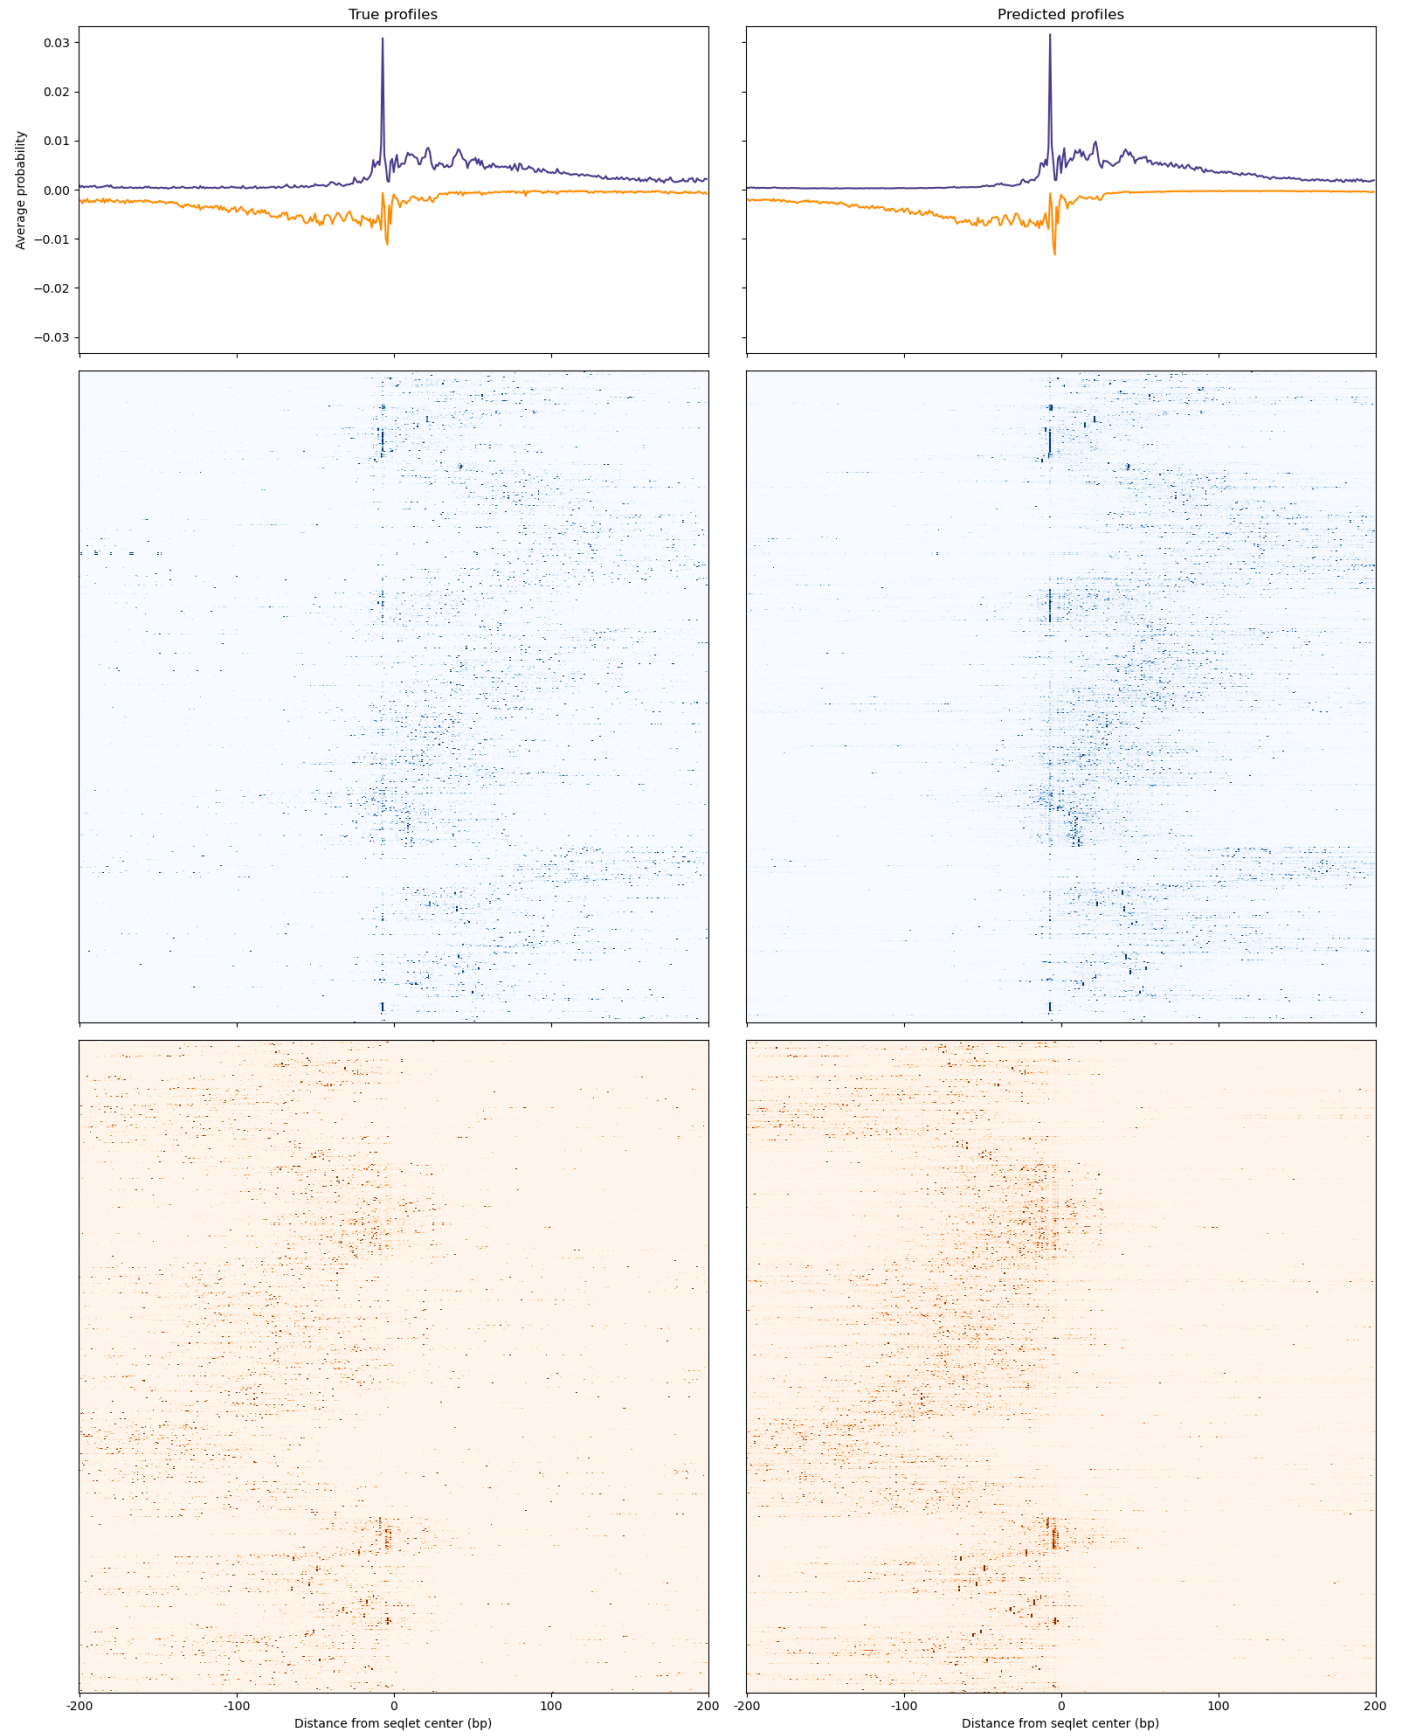 True profiles
Predicted profiles
0.03
0.02
0.01
0.00
−0.01
−0.02
−0.03
Average probability
-200 -100 0 100 200
-200 -100 0 100 200
Distance from seqlet center (bp)
Distance from seqlet center (bp)